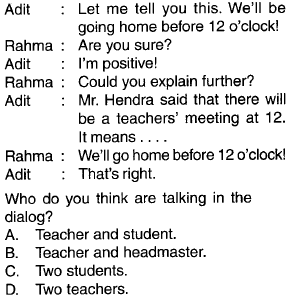 Adit : Let me tell you this. We'll be
going home before 12 o'clock!
Rahma : Are you sure?
Adit : I'm positive!
Rahma : Could you explain further?
Adit : Mr. Hendra said that there will
be a teachers' meeting at 12.
It means . . . .
Rahma : We'll go home before 12 o'clock!
Adit : That's right.
Who do you think are talking in the
dialog?
A. Teacher and student.
B. Teacher and headmaster.
C. Two students.
D. Two teachers.